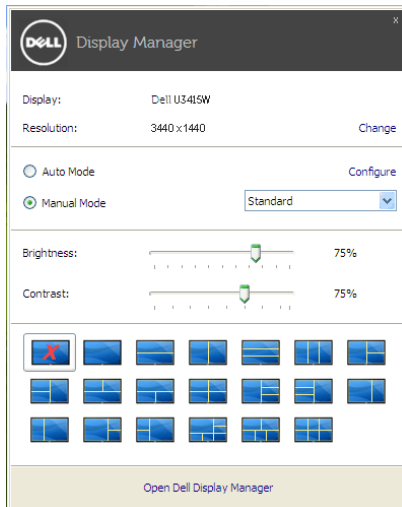 x
DELL Display Manager
Display: Dell U3415W
Resolution: 3440 x 1440 Change
Auto Mode Configure
Manual Mode Standard
Brightness: 75%
Contrast: 75%
X
Open Dell Display Manager